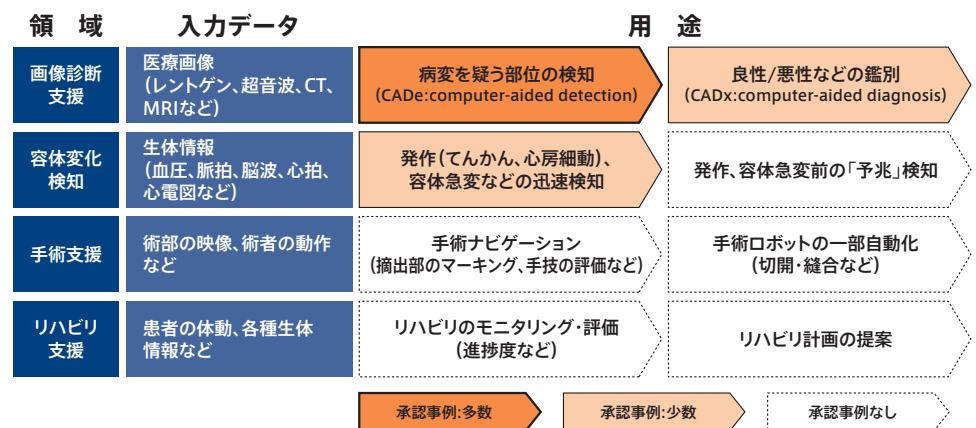 領 域
入力データ
用 途
画像診断
支援
医療画像
(レントゲン、超音波、CT、
MRIなど)
病変を疑う部位の検知
(CADe:computer-aided detection)
良性/悪性などの鑑別
(CADx:computer-aided diagnosis)
容体変化
検知
生体情報
(血圧、脈拍、脳波、心拍、
心電図など)
発作(てんかん、心房細動)、
容体急変などの迅速検知
発作、容体急変前の「予兆」検知
手術支援
術部の映像、術者の動作
など
手術ナビゲーション
(摘出部のマーキング、手技の評価など)
手術ロボットの一部自動化
(切開・縫合など)
リハビリ
支援
患者の体動、各種生体
情報など
リハビリのモニタリング・評価
(進捗度など)
リハビリ計画の提案
承認事例:多数
承認事例:少数
承認事例なし